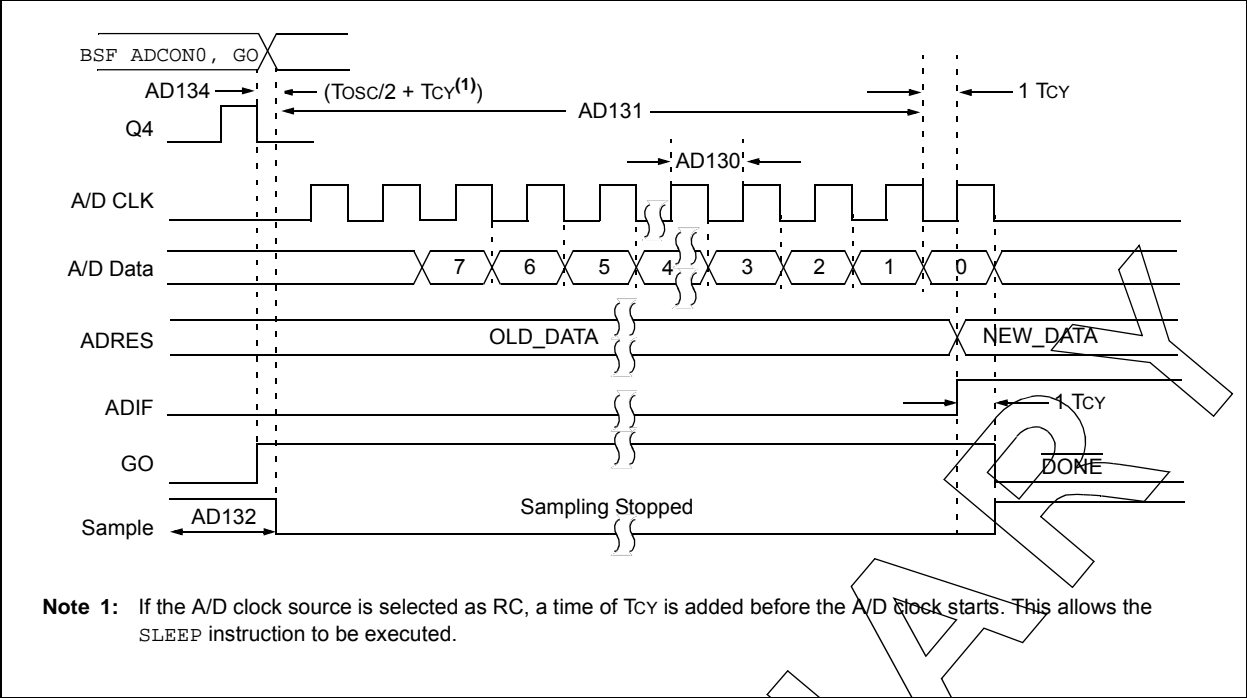 BSF ADCON0, GO
AD134
(TOSC/2 + TCY(1))
AD131
1 TCY
Q4
AD130
A/D CLK
A/D Data
7 6 5 4 3 2 1 0
ADRES
OLD_DATA
NEW_DATA
ADIF
1 TCY
GO
DONE
Sample
AD132
Sampling Stopped
Note 1: If the A/D clock source is selected as RC, a time of TCY is added before the A/D clock starts. This allows the
SLEEP instruction to be executed.